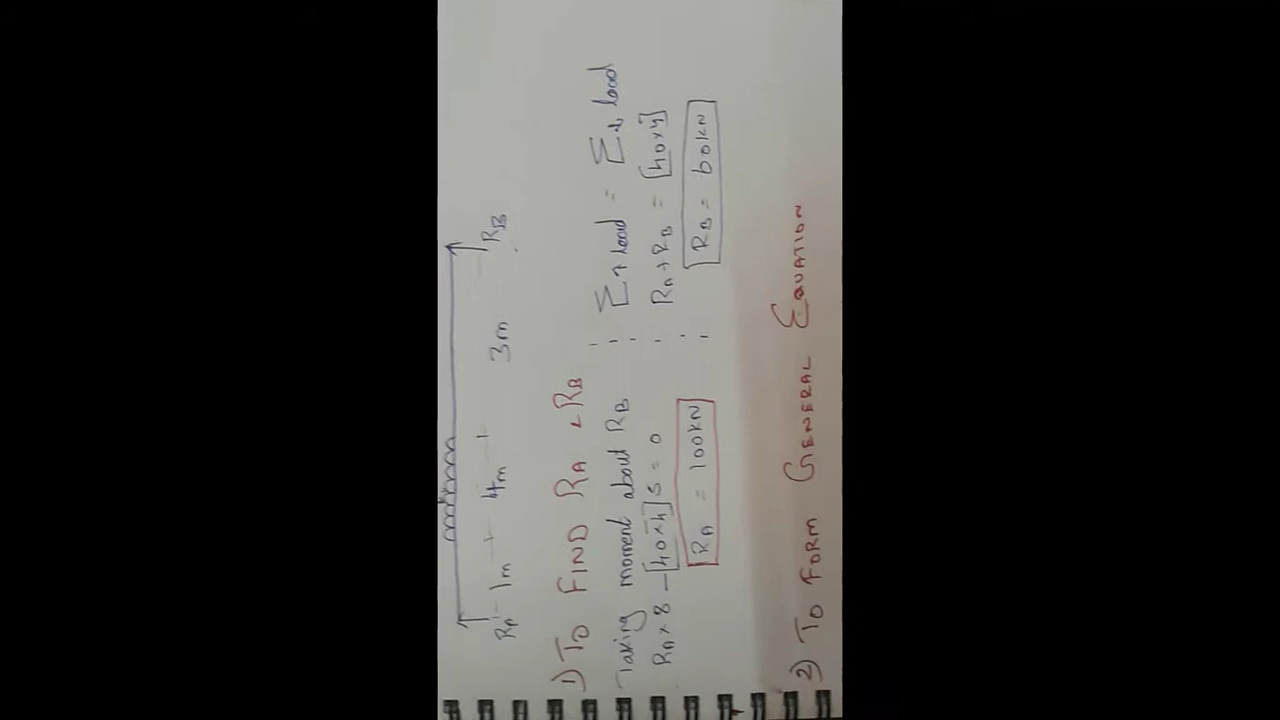 RA 1m 4m 3m RB
1) TO FIND RA & RB
Taking moment about RB
RA × 8 - [40×4] 5 = 0
RA = 100KN
Σ↑ load = Σ↓ load
RA + RB = [40×4]
RB = 60KN
2) TO FORM GENERAL EQUATION